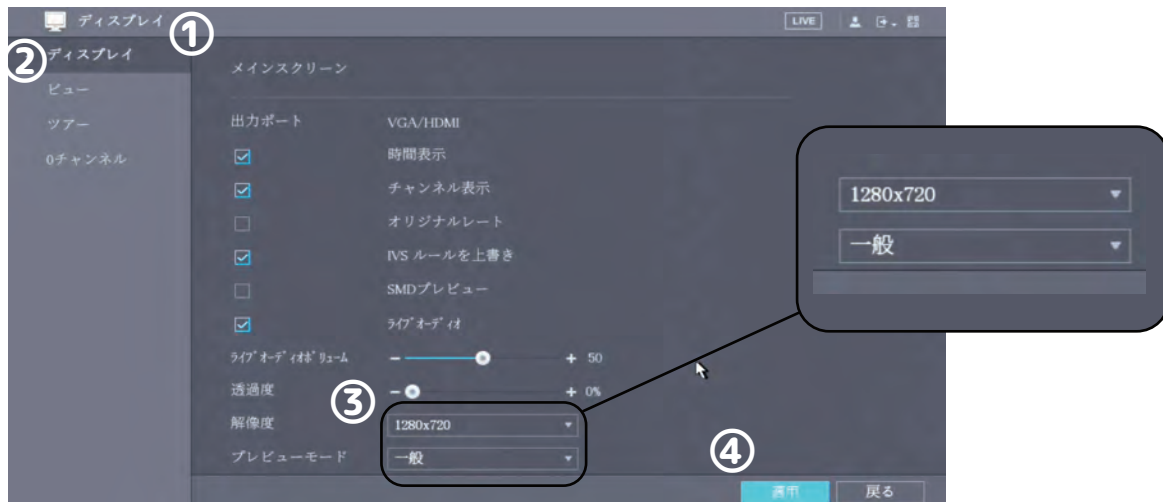 ディスプレイ
①
LIVE
②
ディスプレイ
ビュー
ツアー
0チャンネル
メインスクリーン
出力ポート VGA/HDMI
時間表示
チャンネル表示
オリジナルレート
IVS ルールを上書き
SMDプレビュー
ﾗｲﾌﾞｵｰﾃﾞｨｵ
ﾗｲﾌﾞｵｰﾃﾞｨｵﾎﾞﾘｭｰﾑ - + 50
透過度 - + 0%
③
解像度 1280x720
プレビューモード 一般
1280x720
一般
④
適用 戻る